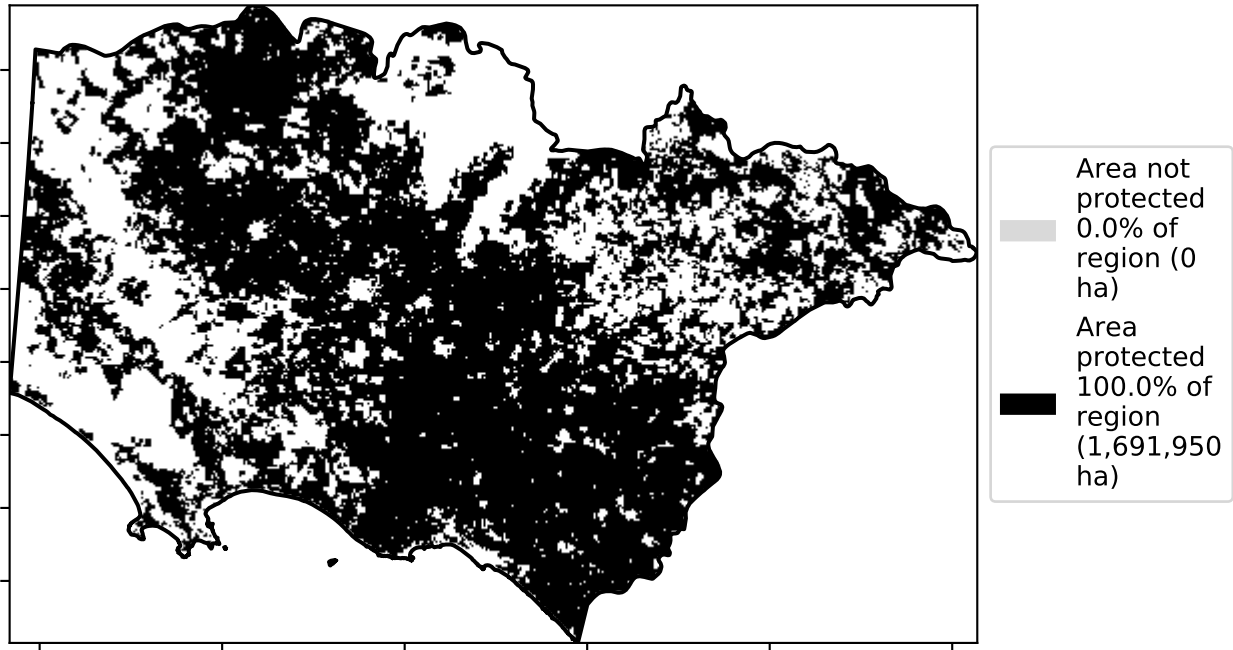 Area not
protected
0.0% of
region (0
ha)
Area
protected
100.0% of
region
(1,691,950
ha)